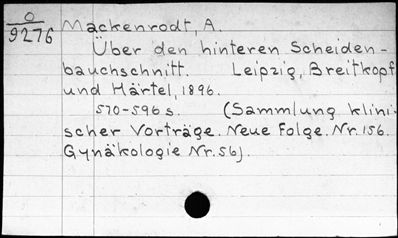 O
9276
Mackenrodt, A.
Über den hinteren Scheiden-
bauchschnitt. Leipzig, Breitkopf
und Härtel, 1896.
570-596 s. (Sammlung klini-
scher Vorträge. Neue Folge. Nr. 156.
Gynäkologie Nr. 56).